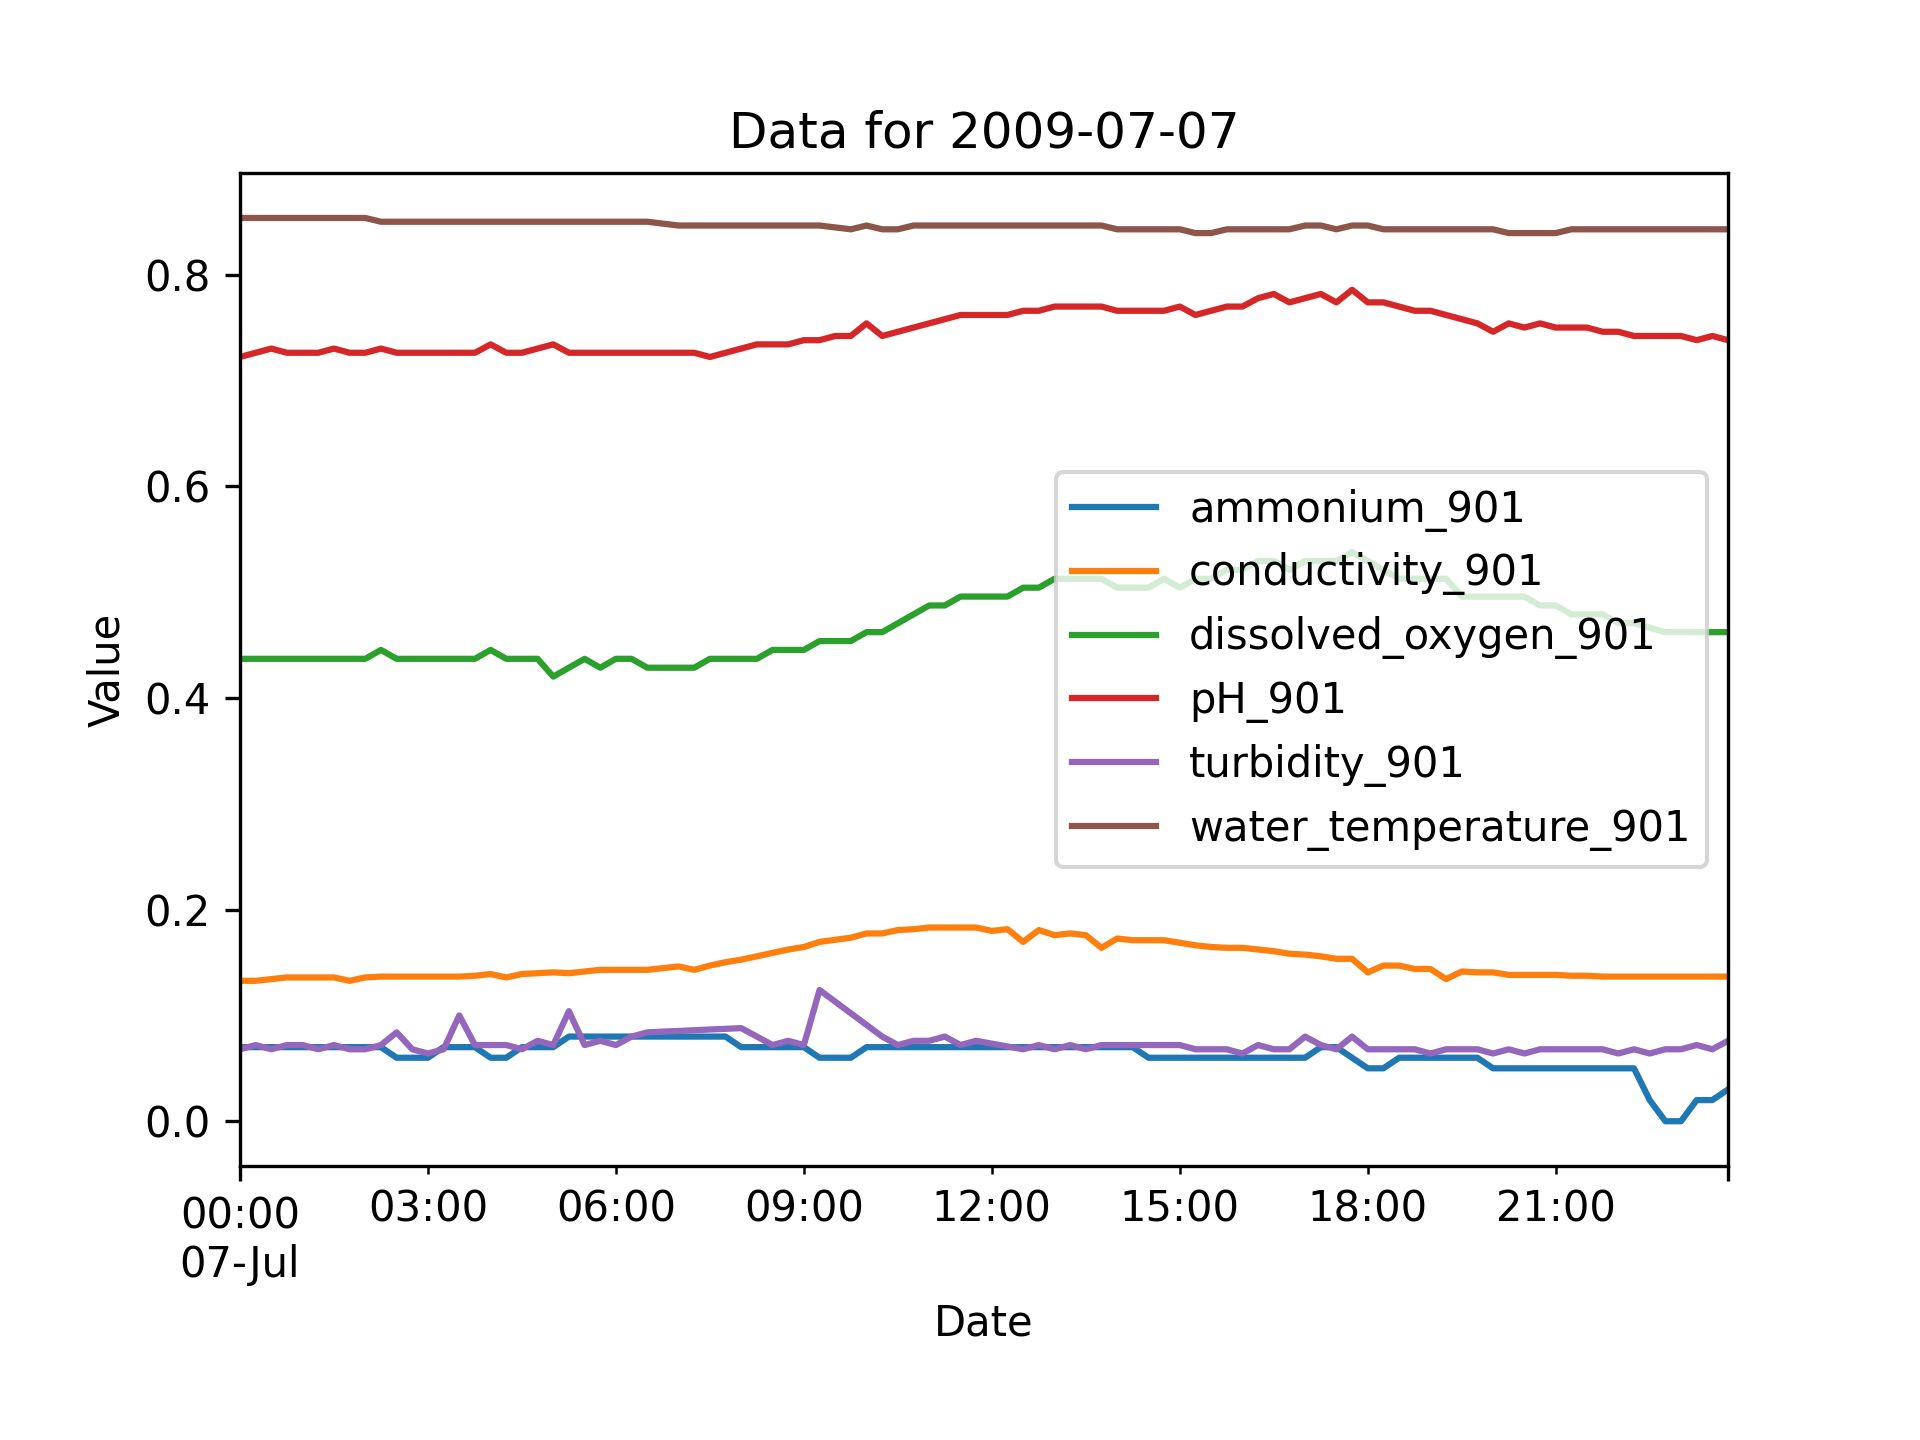 Data for 2009-07-07
Value
0.8
0.6
0.4
0.2
0.0
ammonium_901
conductivity_901
dissolved_oxygen_901
pH_901
turbidity_901
water_temperature_901
00:00 03:00 06:00 09:00 12:00 15:00 18:00 21:00
07-Jul
Date